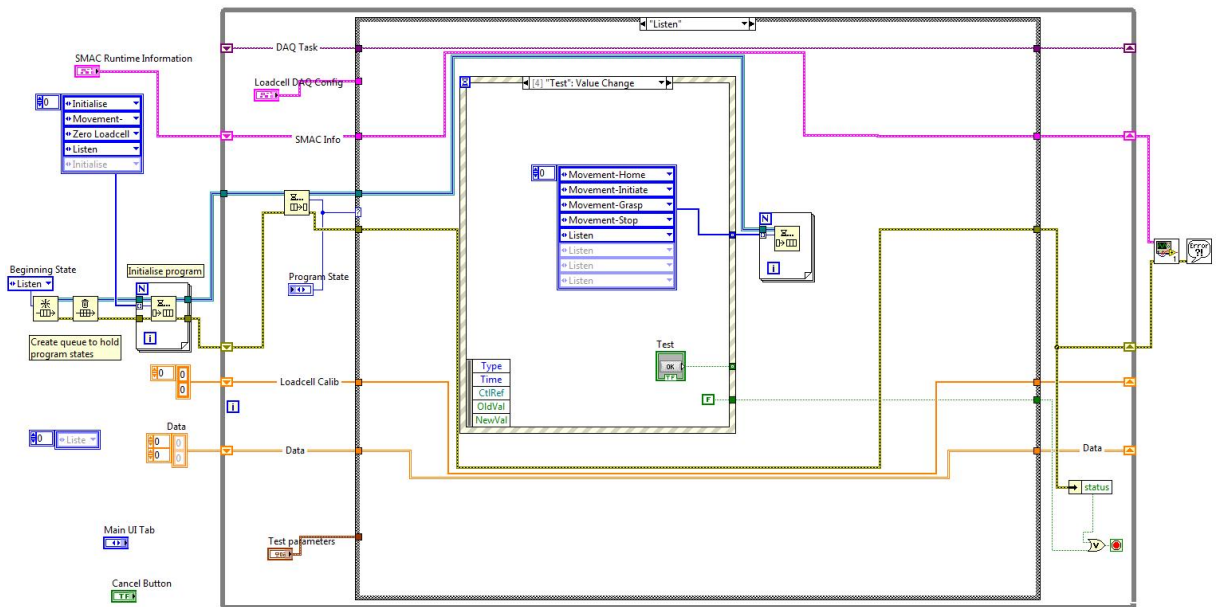 "Listen"
DAQ Task
SMAC Runtime Information
Loadcell DAQ Config
[4] "Test": Value Change
0
Initialise
Movement-
Zero Loadcell
Listen
Initialise
SMAC Info
0
Movement-Home
Movement-Initiate
Movement-Grasp
Movement-Stop
Listen
Listen
Listen
Listen
N
i
?
Program State
Beginning State
Listen
Initialise program
N
i
Create queue to hold
program states
Error
?!
1
Test
OK
TF
F
Type
Time
CtlRef
OldVal
NewVal
0
0
0
Loadcell Calib
i
0
Liste
Data
0
0
0
0
Data
Data
status
V
Test parameters
Main UI Tab
Cancel Button
TF